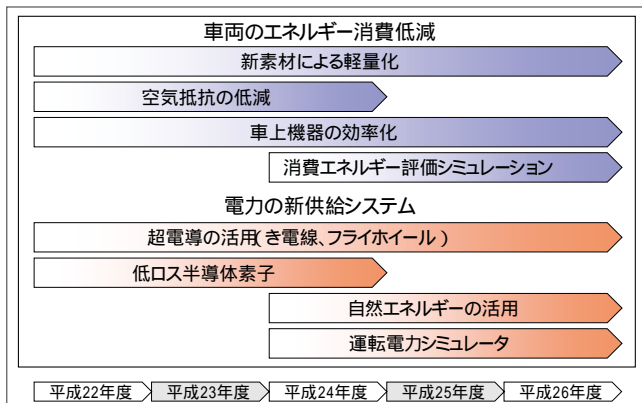 車両のエネルギー消費低減
新素材による軽量化
空気抵抗の低減
車上機器の効率化
消費エネルギー評価シミュレーション
電力の新供給システム
超電導の活用(き電線、フライホイール)
低ロス半導体素子
自然エネルギーの活用
運転電力シミュレータ
平成22年度 平成23年度 平成24年度 平成25年度 平成26年度